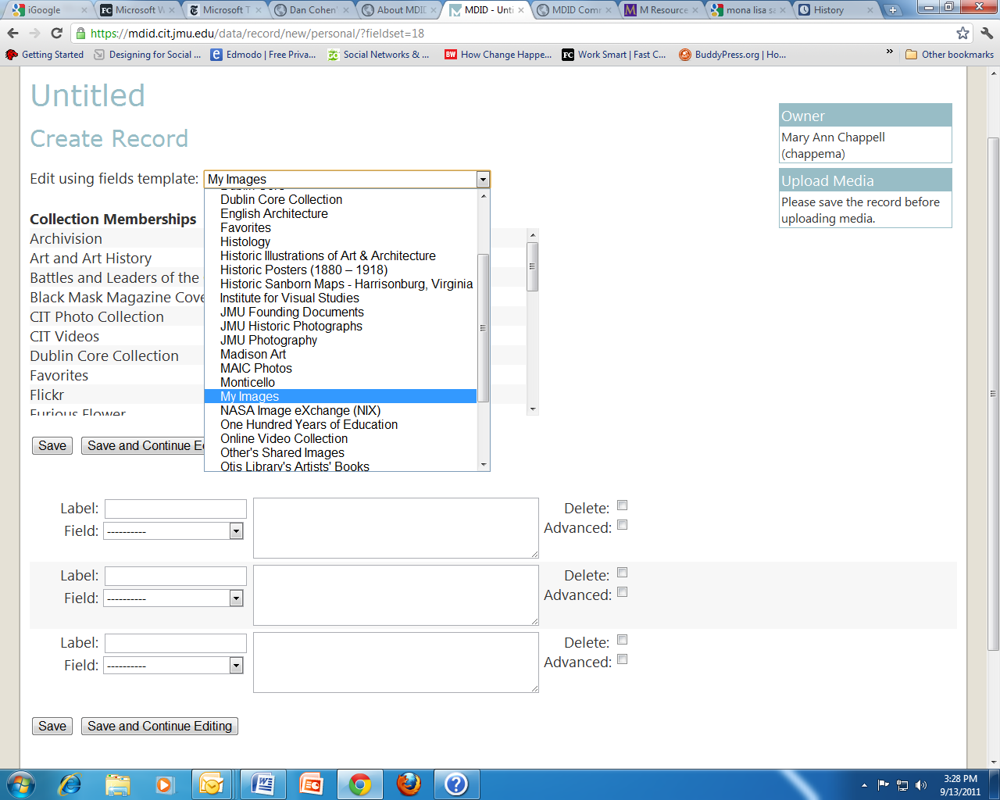 iGoogle
Microsoft W
Microsoft T
Dan Cohen'
About MDID
MDID - Unti
MDID Com
M Resource
mona lisa sa
History
https://mdid.cit.jmu.edu/data/record/new/personal/?fieldset=18
Getting Started
Designing for Social ...
Edmodo | Free Priva...
Social Networks & ...
How Change Happe...
Work Smart | Fast C...
BuddyPress.org | Ho...
»
Other bookmarks
Untitled
Create Record
Edit using fields template: My Images
Dublin Core
Dublin Core Collection
English Architecture
Favorites
Histology
Historic Illustrations of Art & Architecture
Historic Posters (1880 – 1918)
Historic Sanborn Maps - Harrisonburg, Virginia
Institute for Visual Studies
JMU Founding Documents
JMU Historic Photographs
JMU Photography
Madison Art
MAIC Photos
Monticello
My Images
NASA Image eXchange (NIX)
One Hundred Years of Education
Online Video Collection
Other's Shared Images
Otis Library's Artists' Books
Collection Memberships
Archivision
Art and Art History
Battles and Leaders of the
Black Mask Magazine Cove
CIT Photo Collection
CIT Videos
Dublin Core Collection
Favorites
Flickr
Furious Flower
Save Save and Continue E
Owner
Mary Ann Chappell
(chappema)
Upload Media
Please save the record before
uploading media.
Label: Delete:
Field: ---------- Advanced:
Label: Delete:
Field: ---------- Advanced:
Label: Delete:
Field: ---------- Advanced:
Save Save and Continue Editing
3:28 PM
9/13/2011